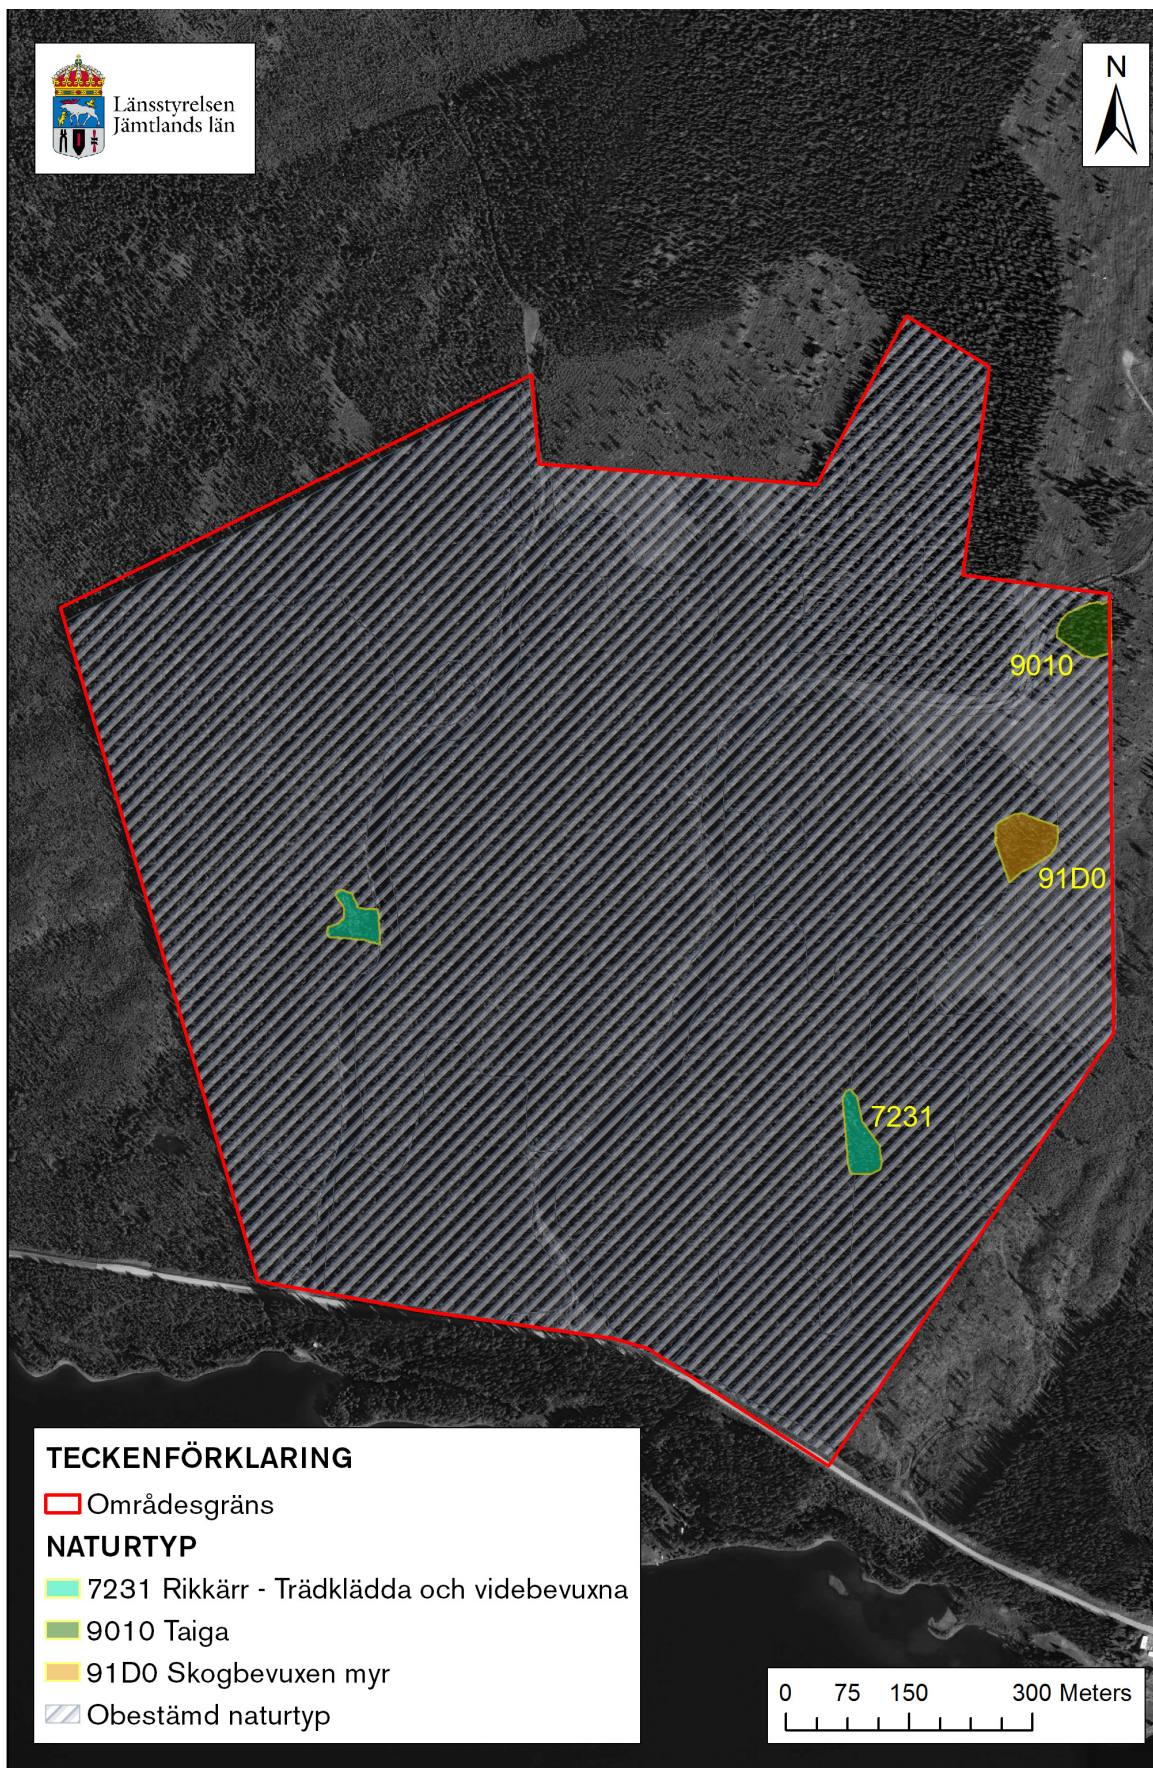 Länsstyrelsen
Jämtlands län
N
9010
91D0
7231
TECKENFÖRKLARING
Områdesgräns
NATURTYP
7231 Rikkärr - Trädklädda och videbevuxna
9010 Taiga
91D0 Skogbevuxen myr
Obestämd naturtyp
0 75 150 300 Meters